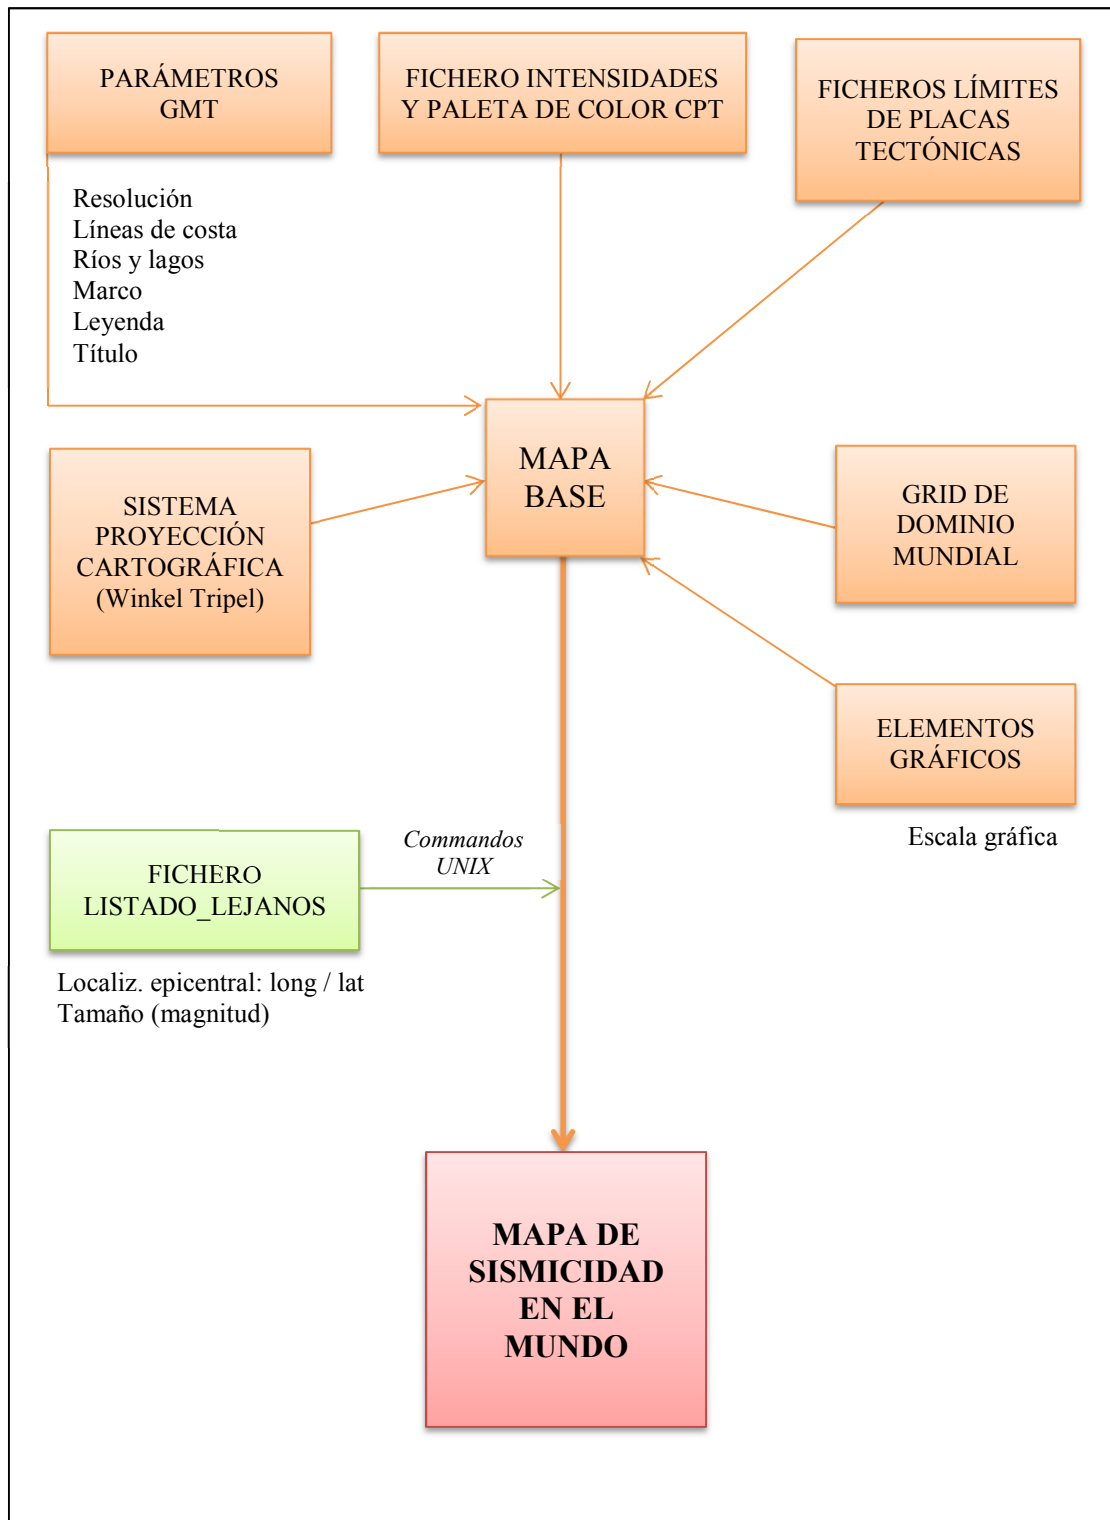 PARÁMETROS
GMT
FICHERO INTENSIDADES
Y PALETA DE COLOR CPT
FICHEROS LÍMITES
DE PLACAS
TECTÓNICAS
Resolución
Líneas de costa
Ríos y lagos
Marco
Leyenda
Título
MAPA
BASE
SISTEMA
PROYECCIÓN
CARTOGRÁFICA
(Winkel Tripel)
GRID DE
DOMINIO
MUNDIAL
ELEMENTOS
GRÁFICOS
Escala gráfica
Commandos
UNIX
FICHERO
LISTADO_LEJANOS
Localiz. epicentral: long / lat
Tamaño (magnitud)
MAPA DE
SISMICIDAD
EN EL
MUNDO